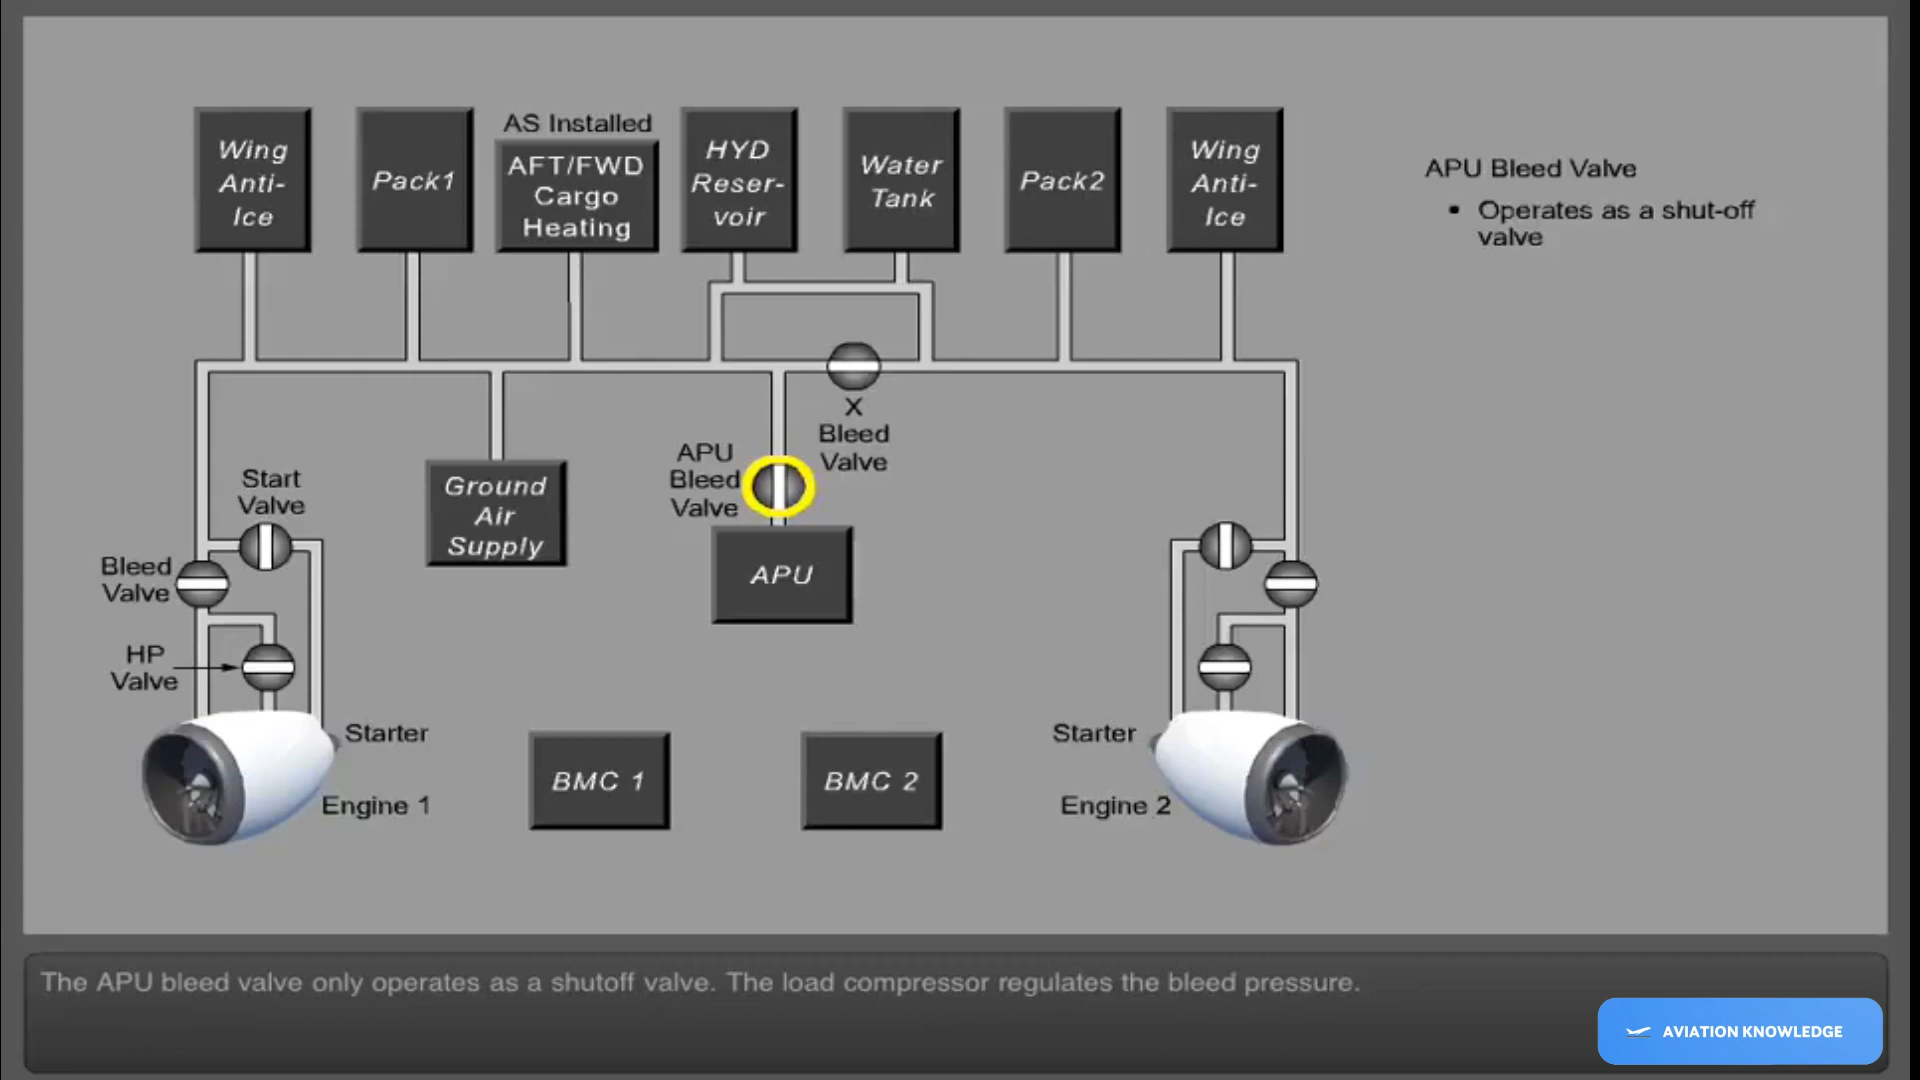 AS Installed
Wing
Anti-
Ice
Pack1
AFT/FWD
Cargo
Heating
HYD
Reser-
voir
Water
Tank
Pack2
Wing
Anti-
Ice
APU Bleed Valve
• Operates as a shut-off
valve
X
Bleed
Valve
APU
Bleed
Valve
Start
Valve
Ground
Air
Supply
Bleed
Valve
APU
HP
Valve
Starter
Engine 1
BMC 1
BMC 2
Starter
Engine 2
The APU bleed valve only operates as a shutoff valve. The load compressor regulates the bleed pressure.
AVIATION KNOWLEDGE